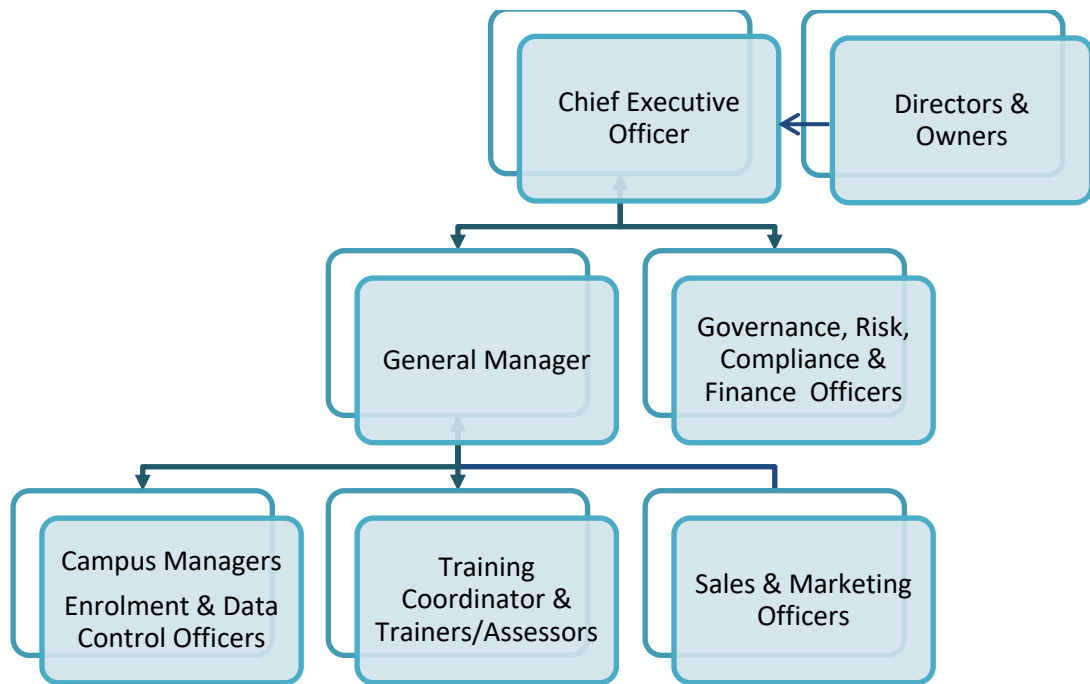 Chief Executive
Officer
Directors &
Owners
General Manager
Governance, Risk,
Compliance &
Finance  Officers
Campus Managers
Enrolment & Data
Control Officers
Training
Coordinator &
Trainers/Assessors
Sales & Marketing
Officers